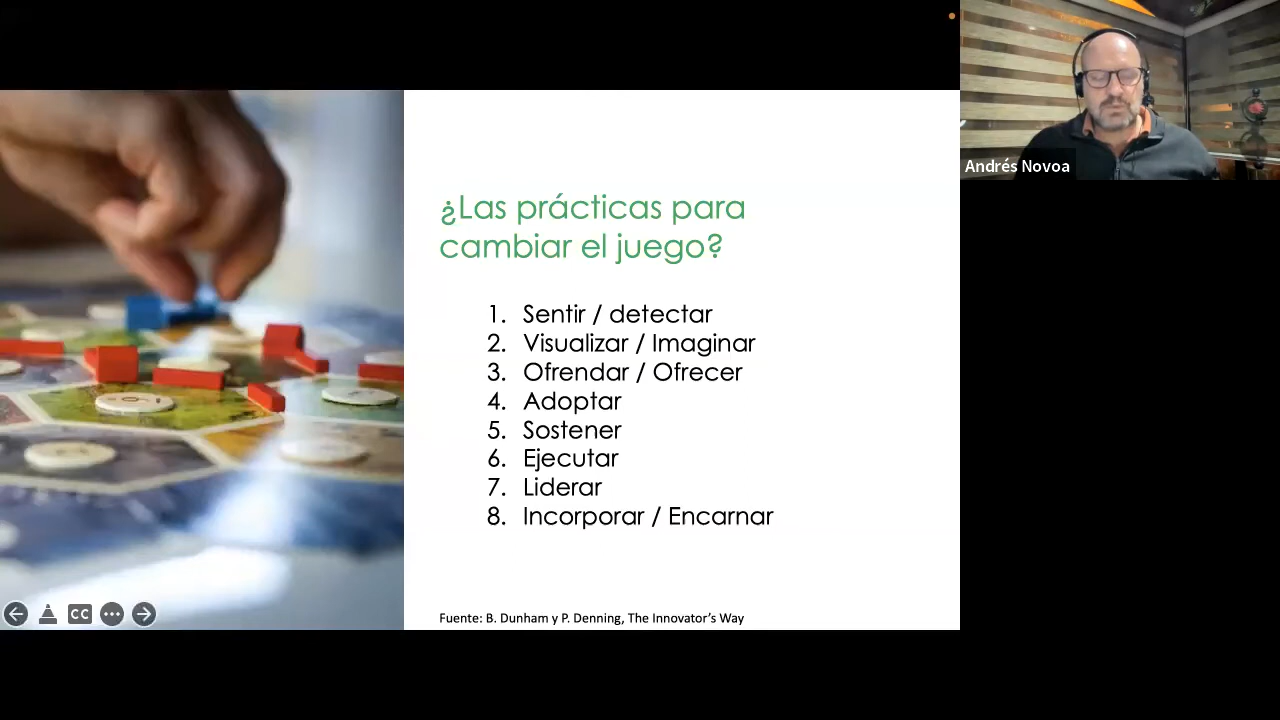 Andrés Novoa
¿Las prácticas para
cambiar el juego?
1. Sentir / detectar
2. Visualizar / Imaginar
3. Ofrendar / Ofrecer
4. Adoptar
5. Sostener
6. Ejecutar
7. Liderar
8. Incorporar / Encarnar
CC
Fuente: B. Dunham y P. Denning, The Innovator's Way